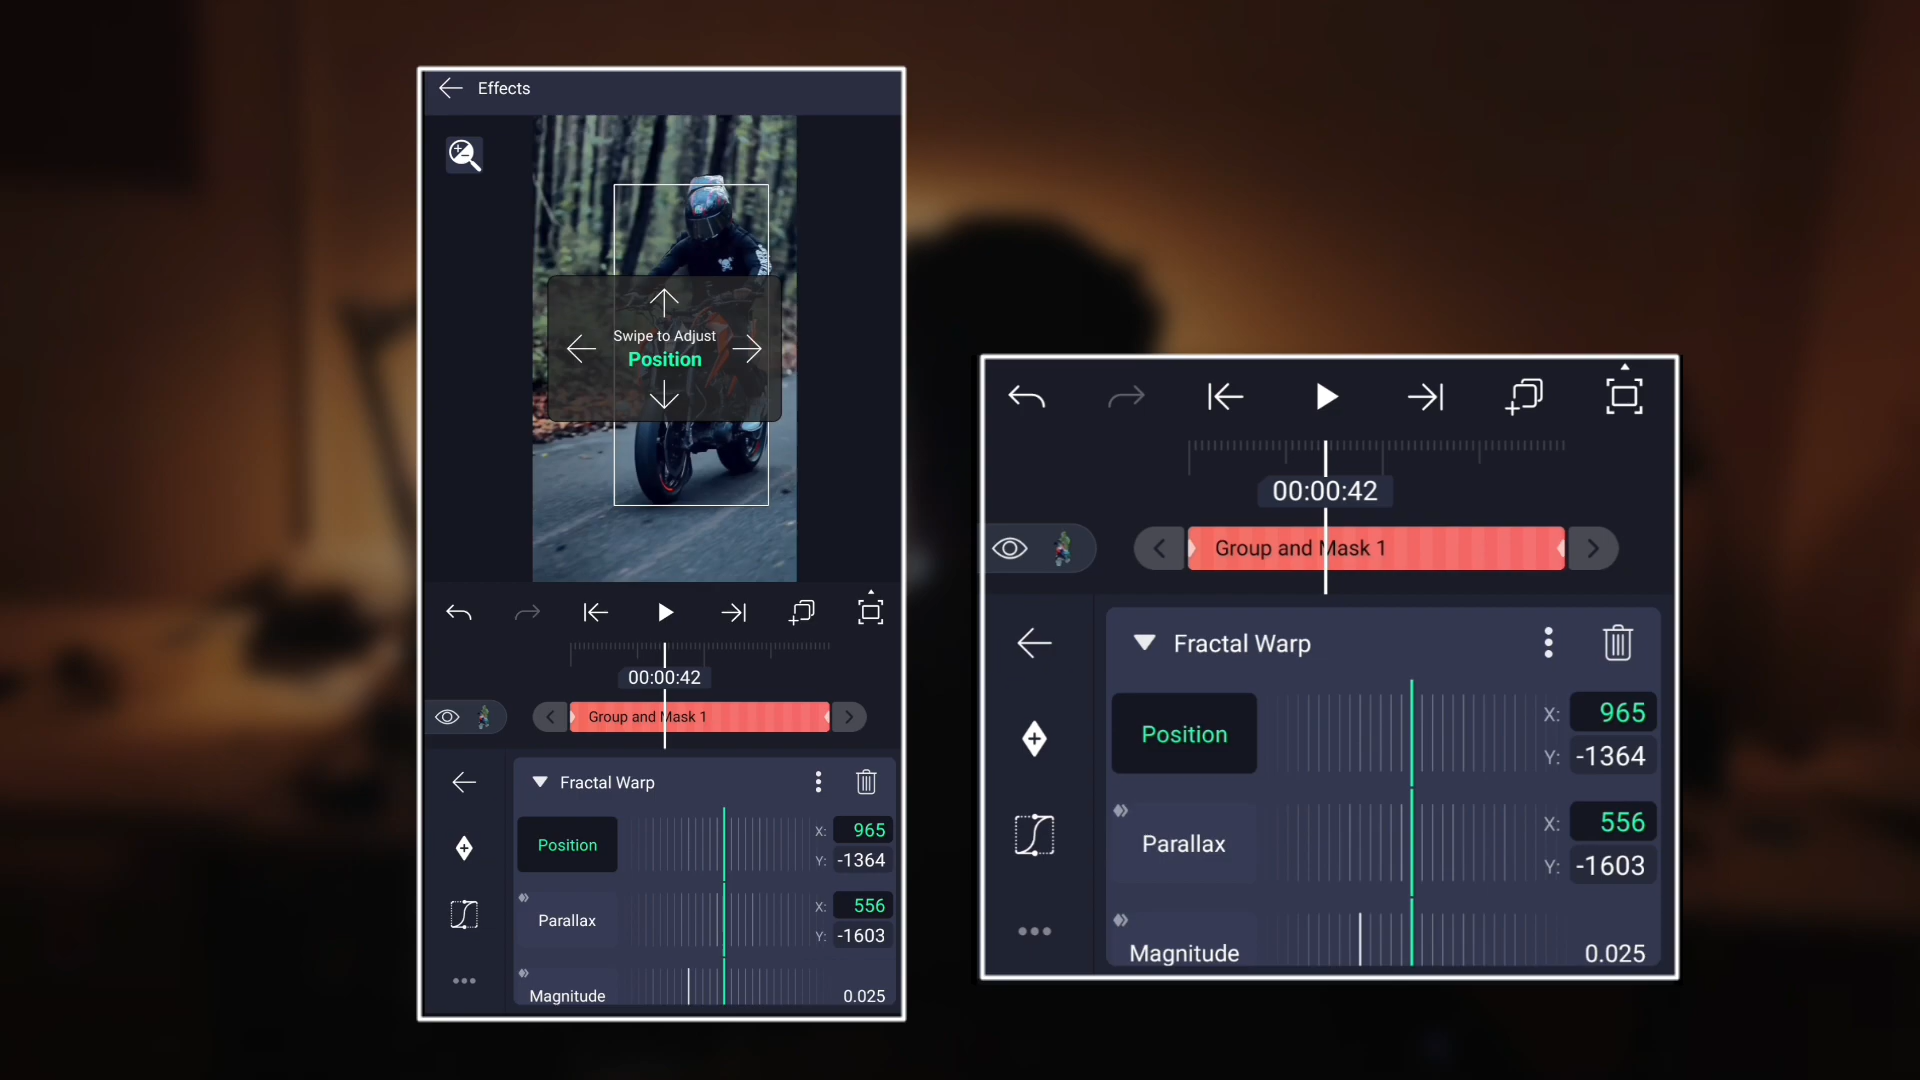 Effects
Swipe to Adjust
Position
00:00:42
Group and Mask 1
Fractal Warp
Position
X: 965
Y: -1364
Parallax
X: 556
Y: -1603
Magnitude
0.025
00:00:42
Group and Mask 1
Fractal Warp
Position
X: 965
Y: -1364
Parallax
X: 556
Y: -1603
Magnitude
0.025